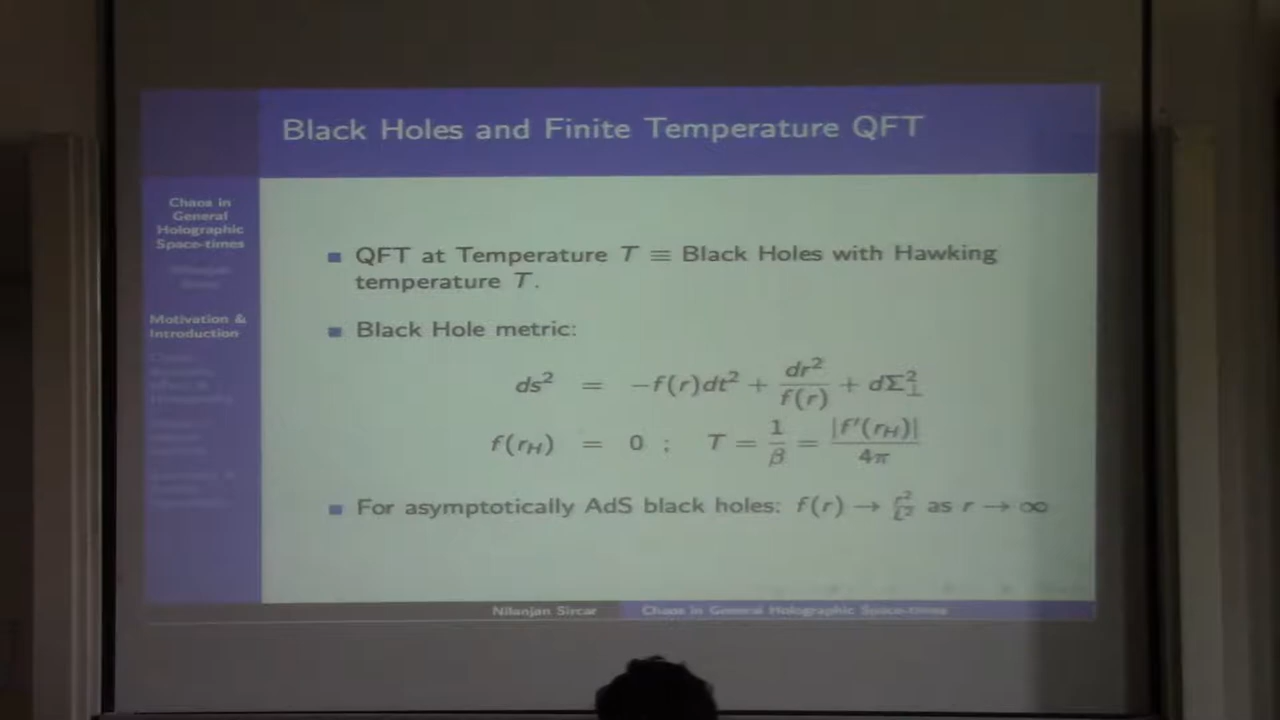 Black Holes and Finite Temperature QFT
Chaos in
General
Holographic
Space-times
Nilanjan
Sircar
Motivation &
Introduction
■ QFT at Temperature T ≡ Black Holes with Hawking
temperature T.
■ Black Hole metric:
ds² = −f(r)dt² + dr²/f(r) + dΣ²⊥
f(r_H) = 0 ; T = 1/β = |f′(r_H)|/4π
■ For asymptotically AdS black holes: f(r) → r²/L² as r → ∞
Nilanjan Sircar
Chaos in General Holographic Space-times